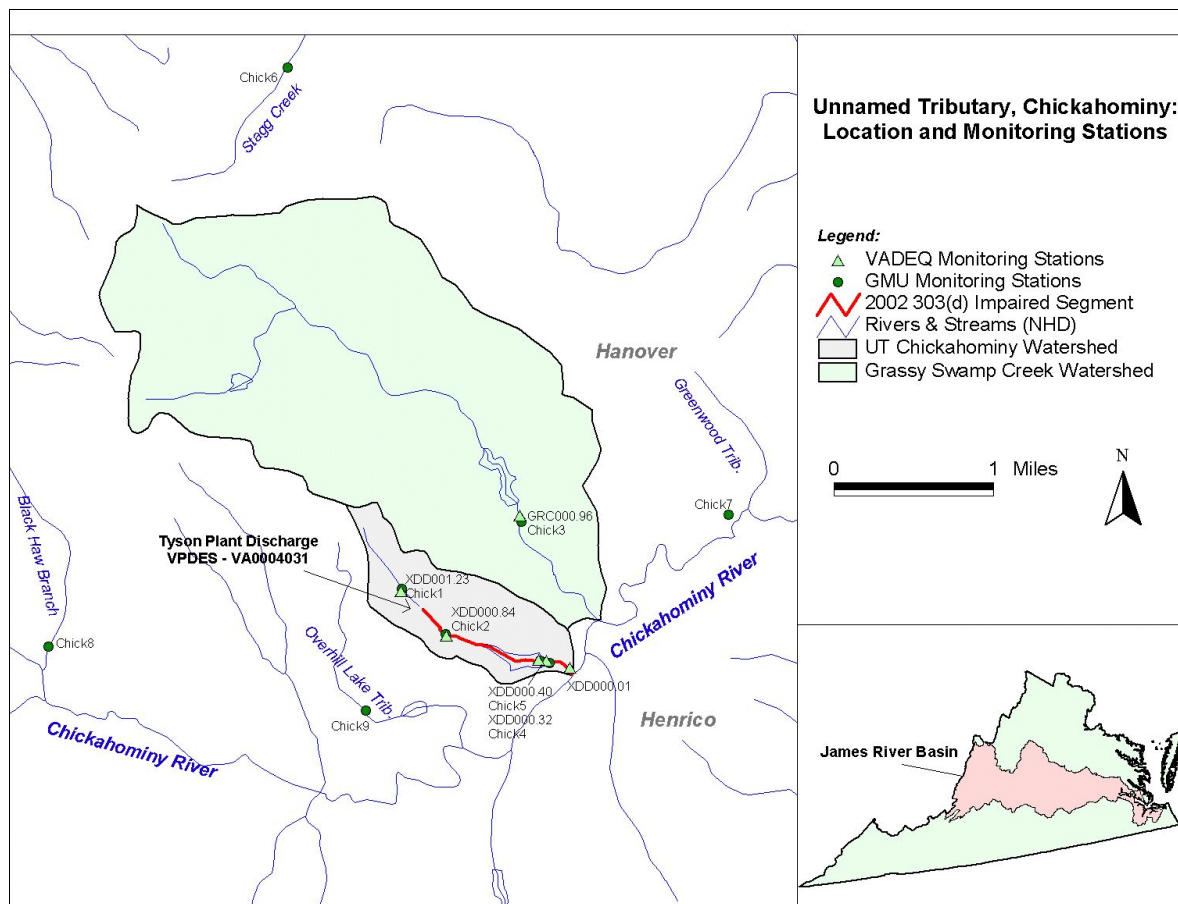 Chick6
Stagg Creek
Hanover
Greenwood Trib.
GRC000.96
Chick3
Chick7
Tyson Plant Discharge
VPDES - VA0004031
XDD001.23
Chick1
XDD000.84
Chick2
Black Haw Branch
Chick8
Overhill Lake Trib.
Chick9
Chickahominy River
XDD000.40
Chick5
XDD000.32
Chick4
XDD000.01
Henrico
Chickahominy River
Unnamed Tributary, Chickahominy:
Location and Monitoring Stations
Legend:
VADEQ Monitoring Stations
GMU Monitoring Stations
2002 303(d) Impaired Segment
Rivers & Streams (NHD)
UT Chickahominy Watershed
Grassy Swamp Creek Watershed
0 1 Miles
N
James River Basin